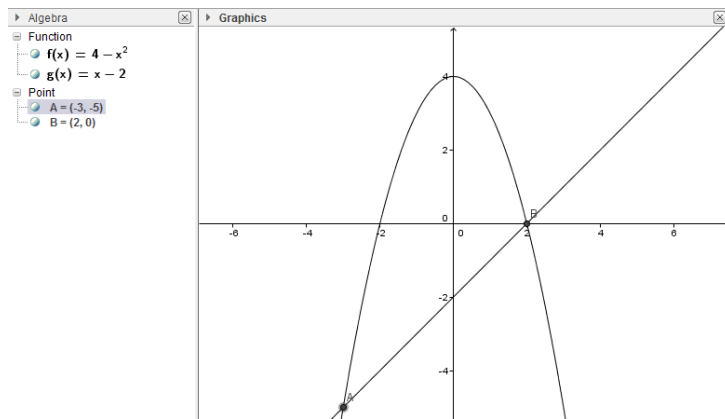 Algebra
Function
f(x) = 4 – x²
g(x) = x – 2
Point
A = (-3, -5)
B = (2, 0)
Graphics
4
2
0
-6
-4
-2
0
2
4
6
-2
-4
A
B